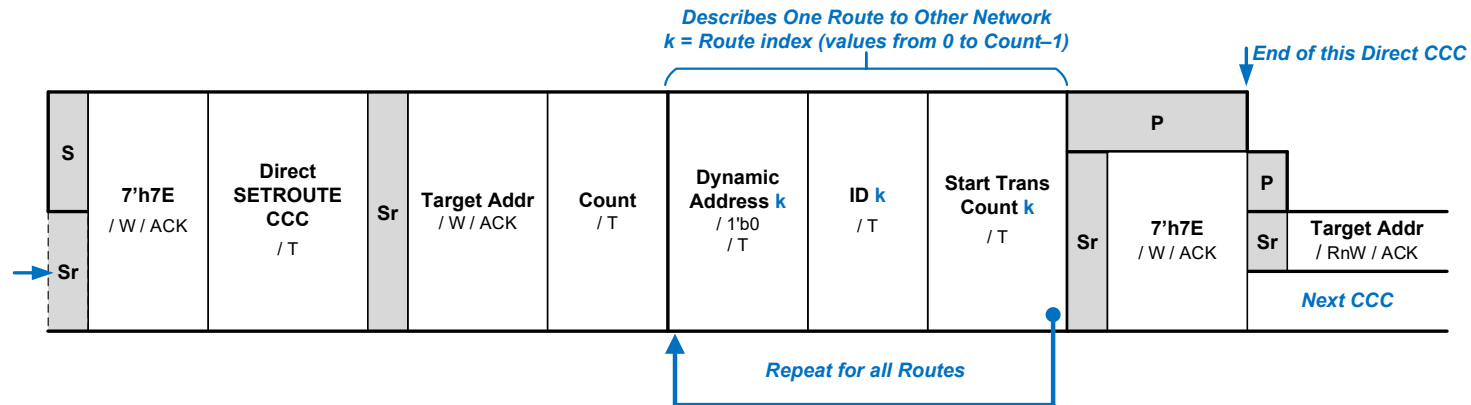 Describes One Route to Other Network
k = Route index (values from 0 to Count–1)
End of this Direct CCC
S
Sr
7'h7E
/ W / ACK
Direct
SETROUTE
CCC
/ T
Sr
Target Addr
/ W / ACK
Count
/ T
Dynamic
Address k
/ 1'b0
/ T
ID k
/ T
Start Trans
Count k
/ T
P
Sr
7'h7E
/ W / ACK
P
Sr
Target Addr
/ RnW / ACK
Next CCC
Repeat for all Routes